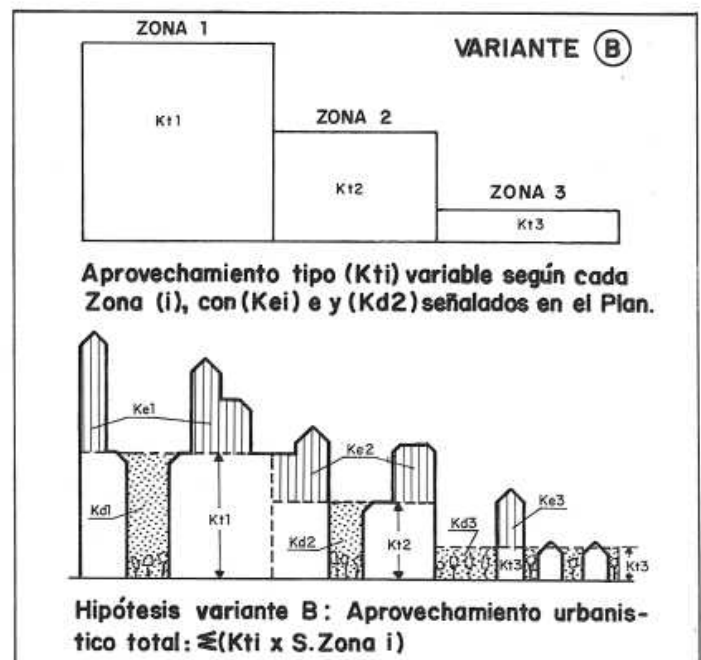 ZONA 1
VARIANTE B
Kt1
ZONA 2
Kt2
ZONA 3
Kt3
Aprovechamiento tipo (Kti) variable según cada
Zona (i), con (Kei) e y (Kd2) señalados en el Plan.
Ke1
Ke2
Ke3
Kd1
Kt1
Kd2
Kt2
Kd3
Kt3
Kt3
Hipótesis variante B: Aprovechamiento urbanis-
tico total: ≤(Kti x S.Zona i)